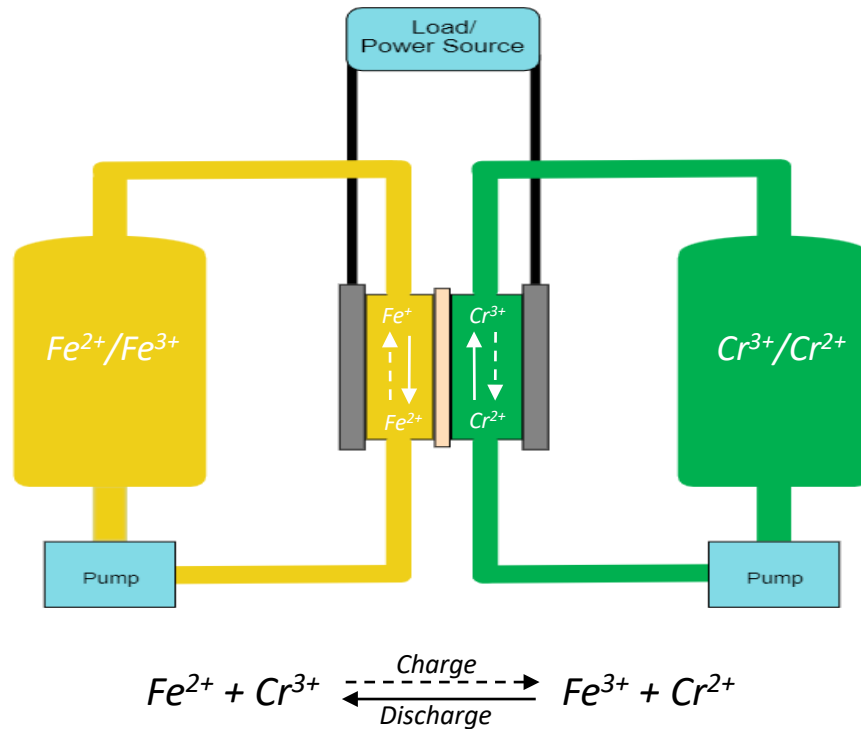 Load/
Power Source
Fe²⁺/Fe³⁺
Fe⁺
Cr³⁺
Cr³⁺/Cr²⁺
Fe²⁺
Cr²⁺
Pump
Pump
Charge
Fe²⁺ + Cr³⁺
Fe³⁺ + Cr²⁺
Discharge